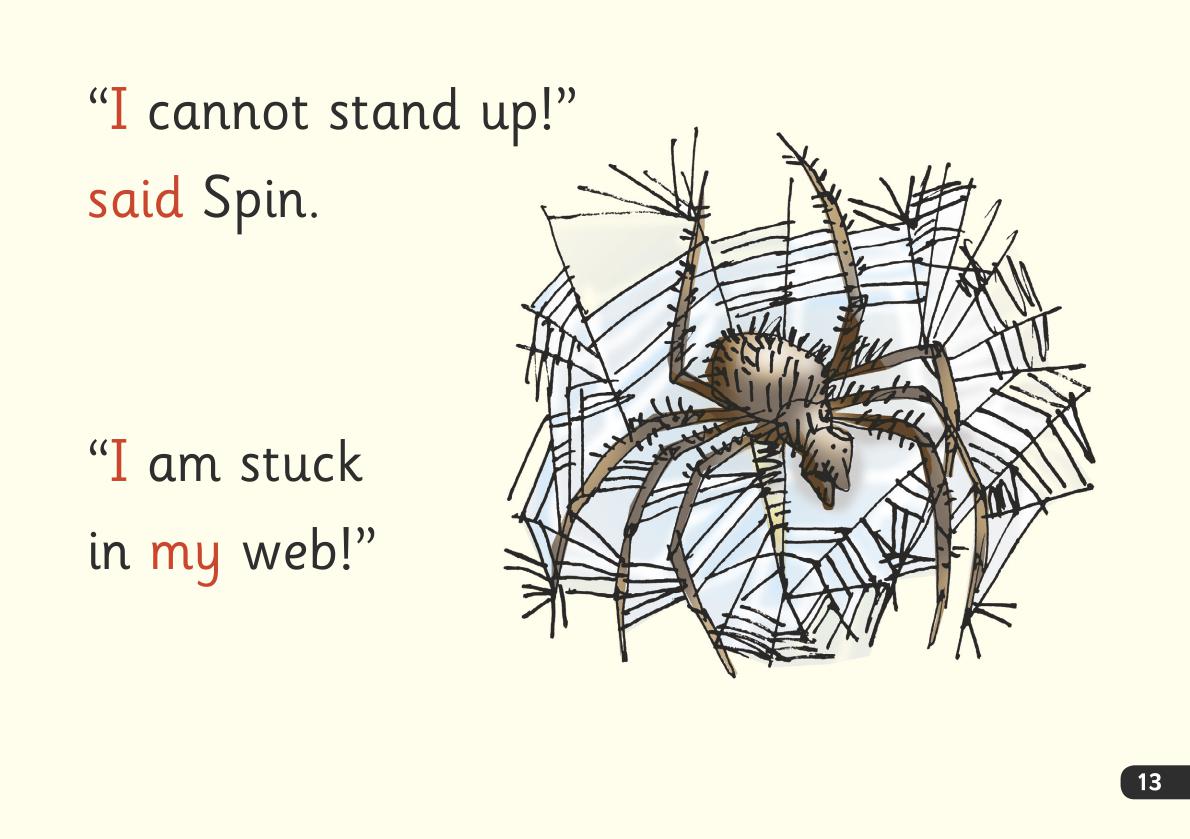 “I cannot stand up!”
said Spin.
“I am stuck
in my web!”
13